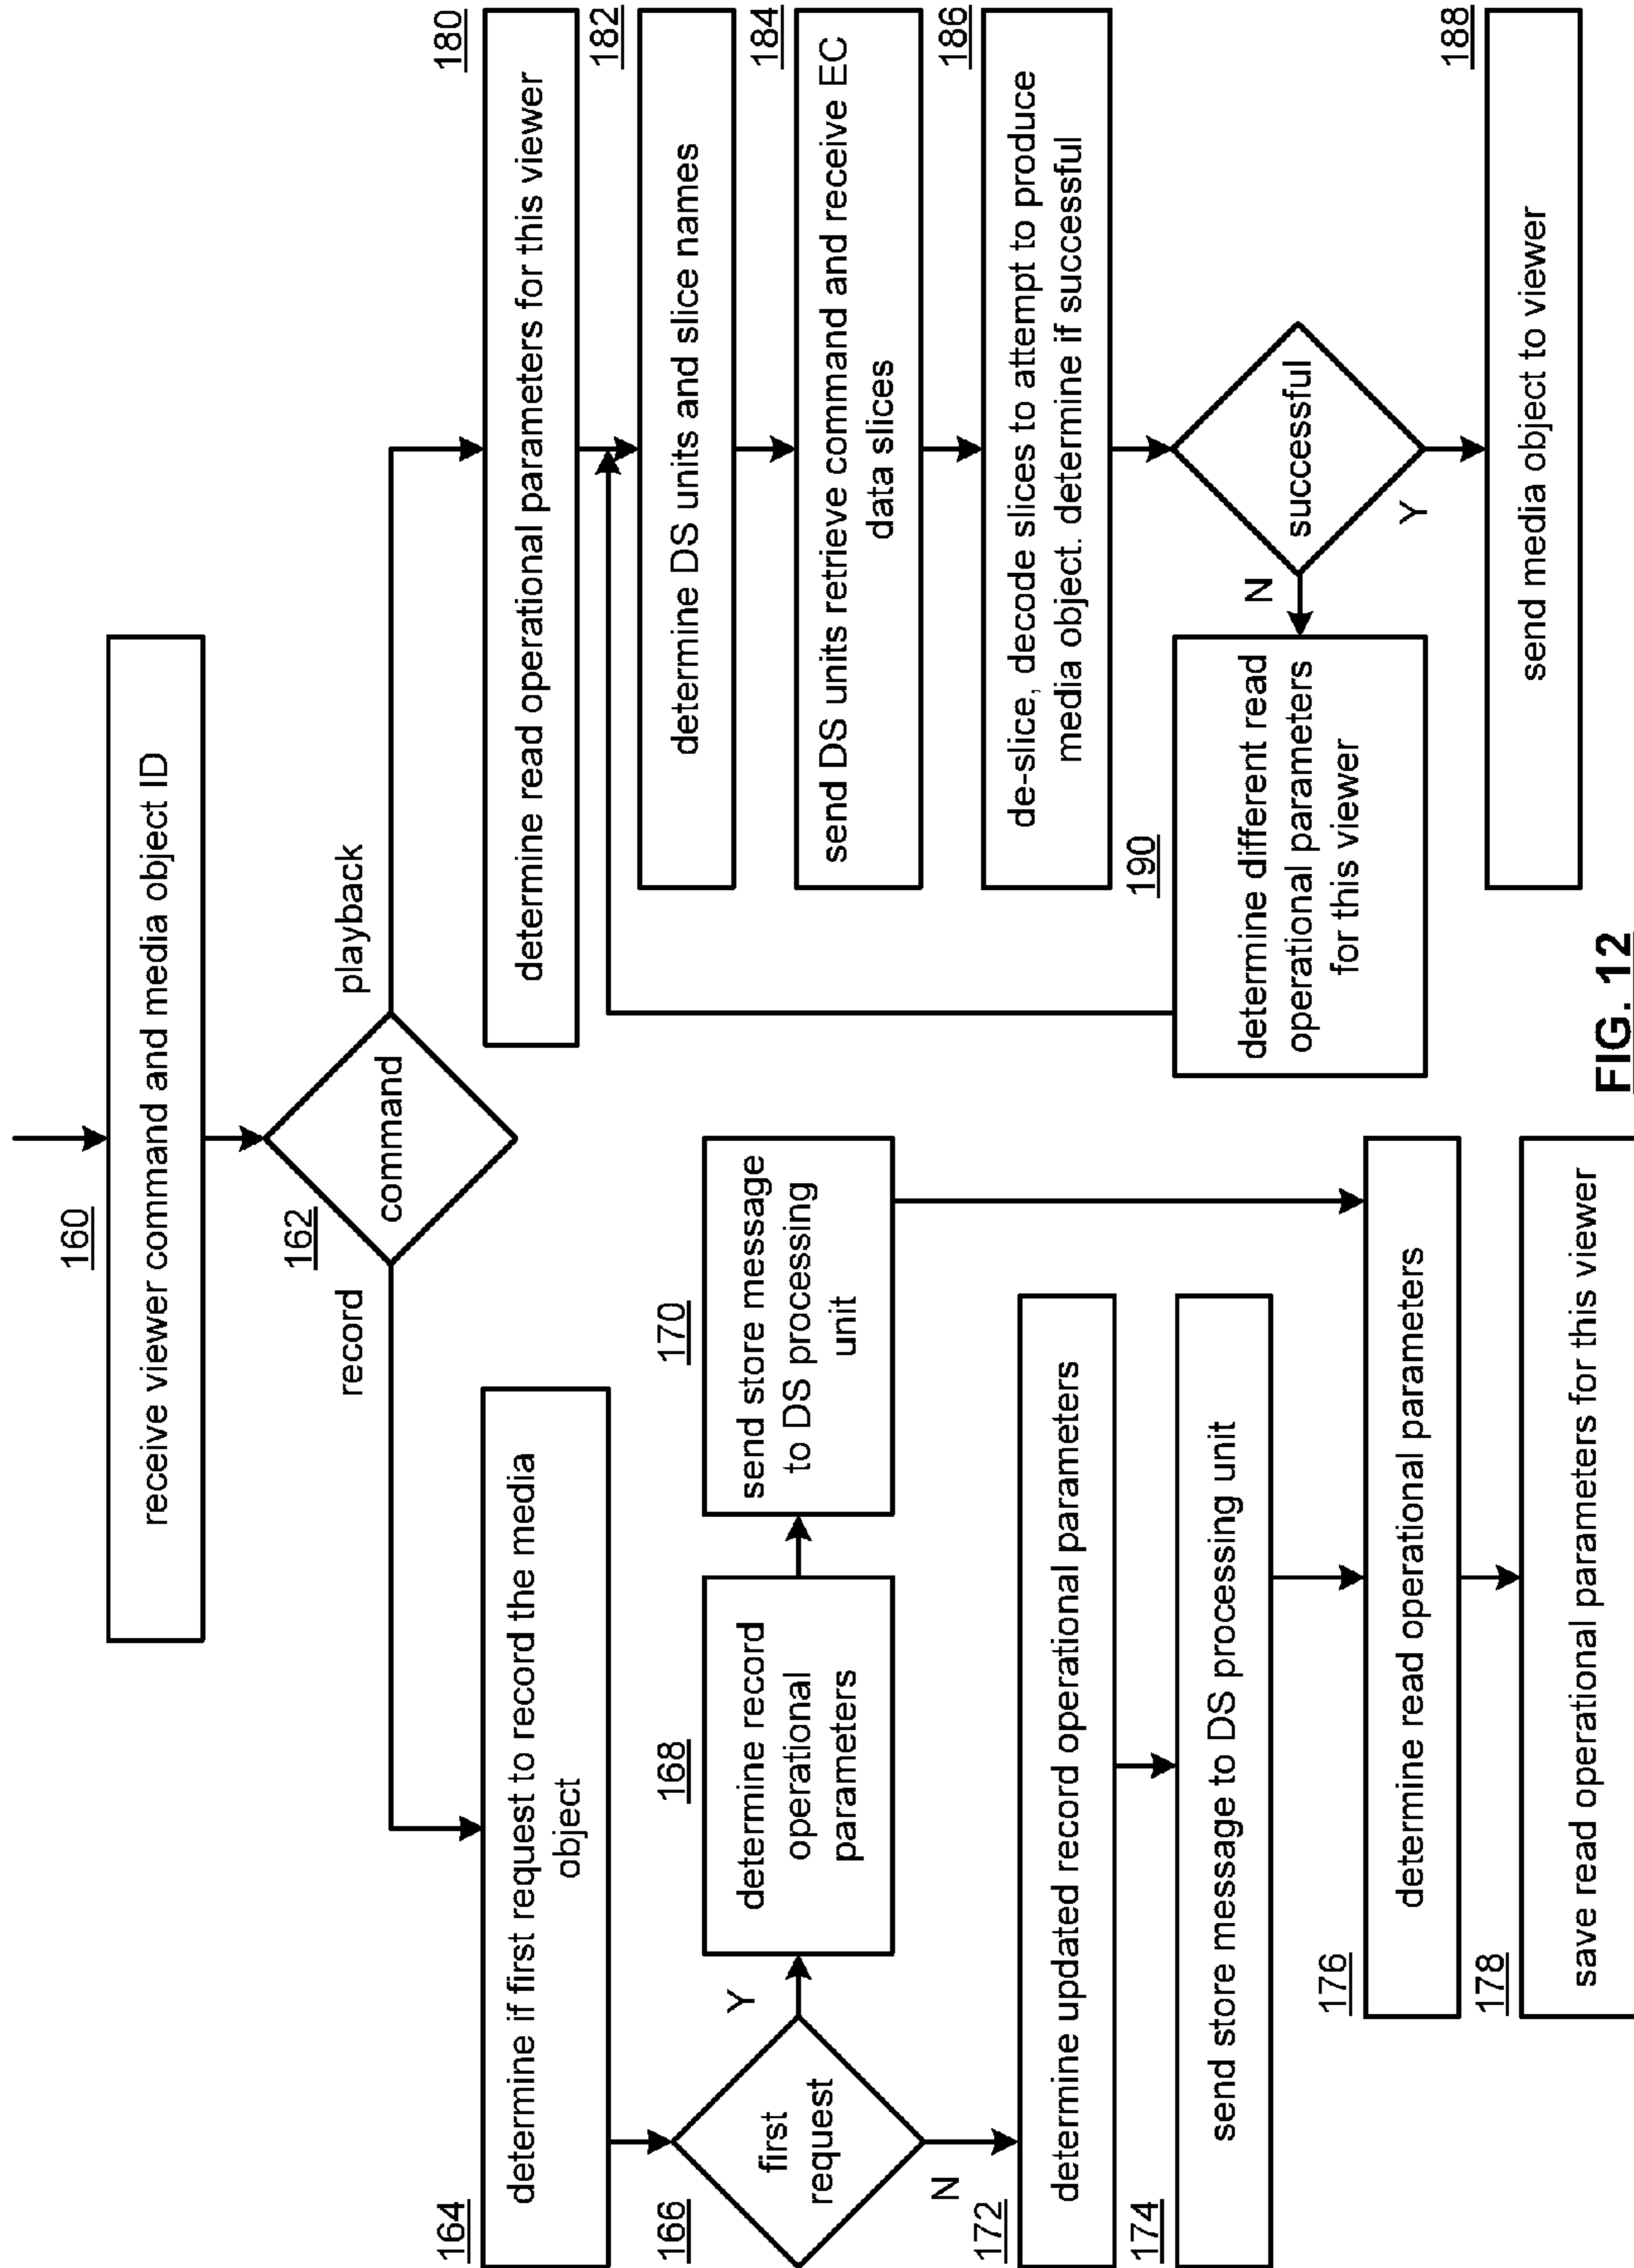 160
receive viewer command and media object ID
162
command
record
playback
164
determine if first request to record the media
object
166
first
request
Y
N
168
determine record
operational
parameters
170
send store message
to DS processing
unit
172
determine updated record operational parameters
174
send store message to DS processing unit
176
determine read operational parameters
178
save read operational parameters for this viewer
180
determine read operational parameters for this viewer
182
determine DS units and slice names
184
send DS units retrieve command and receive EC
data slices
186
de-slice, decode slices to attempt to produce
media object. determine if successful
successful
N
Y
190
determine different read
operational parameters
for this viewer
188
send media object to viewer
FIG. 12